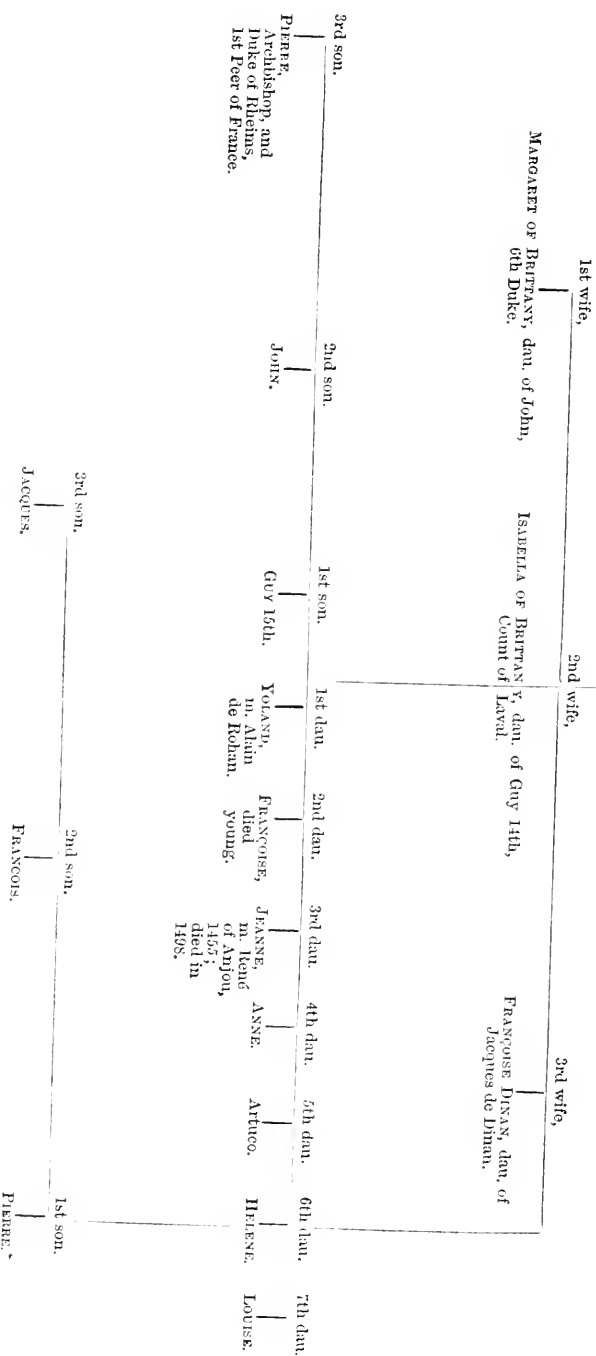 1st wife,
MARGARET OF BRITTANY, dau. of John,
6th Duke.
2nd wife,
ISABELLA OF BRITTANY, dau. of Guy 14th,
Count of Laval.
3rd wife,
FRANÇOISE DINAN, dau. of
Jacques de Dinan.
3rd son.
PIERRE,
Archbishop, and
Duke of Rheims,
1st Peer of France.
2nd son.
JOHN.
1st son.
GUY 15th.
1st dau.
YOLAND,
m. Alain
de Rohan.
2nd dau.
FRANÇOISE,
died
young.
3rd dau.
JEANNE,
m. René
of Anjou,
1455;
died in
1498.
4th dau.
ANNE.
5th dau.
Artuco.
6th dau.
HELENE.
7th dau.
LOUISE.
3rd son.
JACQUES.
2nd son.
FRANCOIS.
1st son.
PIERRE.*